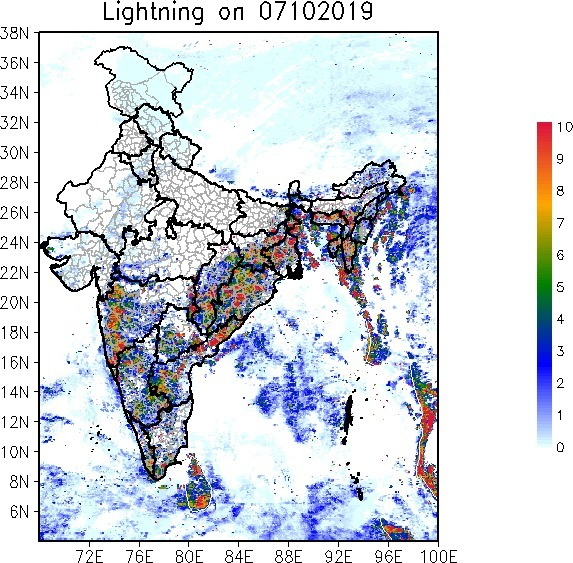 Lightning on 07102019
38N
36N
34N
32N
30N
28N
26N
24N
22N
20N
18N
16N
14N
12N
10N
8N
6N
72E 76E 80E 84E 88E 92E 96E 100E
10
9
8
7
6
5
4
3
2
1
0